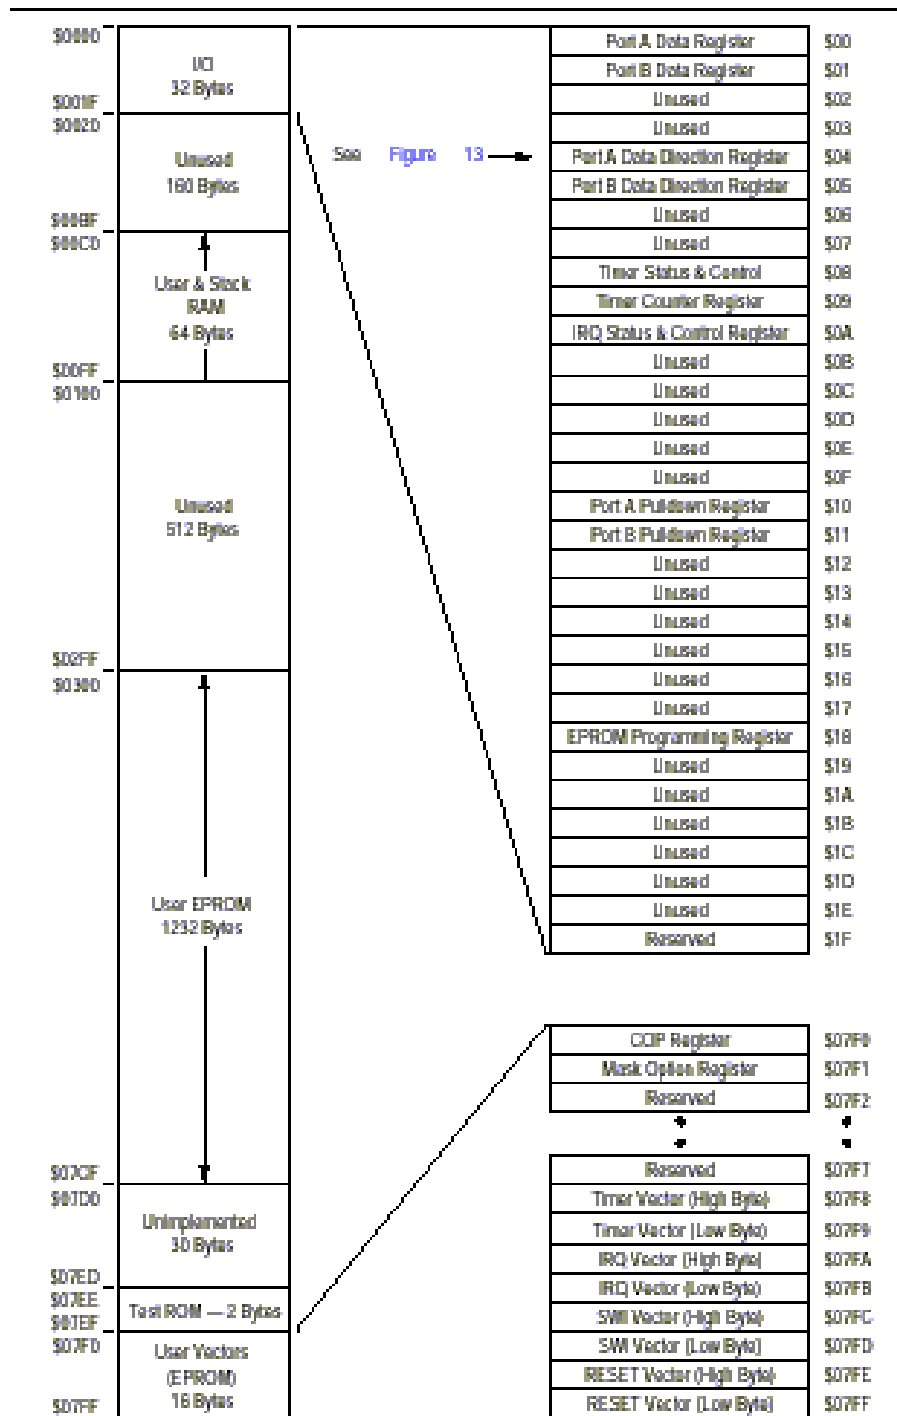 $0000
I/O
32 Bytes
$001F
$0020
Unused
160 Bytes
$00BF
$00C0
User & Stack
RAM
64 Bytes
$00FF
$0100
Unused
512 Bytes
$02FF
$0300
User EPROM
1232 Bytes
$07CF
$07D0
Unimplemented
30 Bytes
$07ED
$07EE
Test ROM — 2 Bytes
$07EF
$07F0
User Vectors
(EPROM)
16 Bytes
$07FF
See Figure 13
Port A Data Register $00
Port B Data Register $01
Unused $02
Unused $03
Port A Data Direction Register $04
Port B Data Direction Register $05
Unused $06
Unused $07
Timer Status & Control $08
Timer Counter Register $09
IRQ Status & Control Register $0A
Unused $0B
Unused $0C
Unused $0D
Unused $0E
Unused $0F
Port A Pulldown Register $10
Port B Pulldown Register $11
Unused $12
Unused $13
Unused $14
Unused $15
Unused $16
Unused $17
EPROM Programming Register $18
Unused $19
Unused $1A
Unused $1B
Unused $1C
Unused $1D
Unused $1E
Reserved $1F
COP Register $07F0
Mask Option Register $07F1
Reserved $07F2
Reserved $07F7
Timer Vector (High Byte) $07F8
Timer Vector (Low Byte) $07F9
IRQ Vector (High Byte) $07FA
IRQ Vector (Low Byte) $07FB
SWI Vector (High Byte) $07FC
SWI Vector (Low Byte) $07FD
RESET Vector (High Byte) $07FE
RESET Vector (Low Byte) $07FF